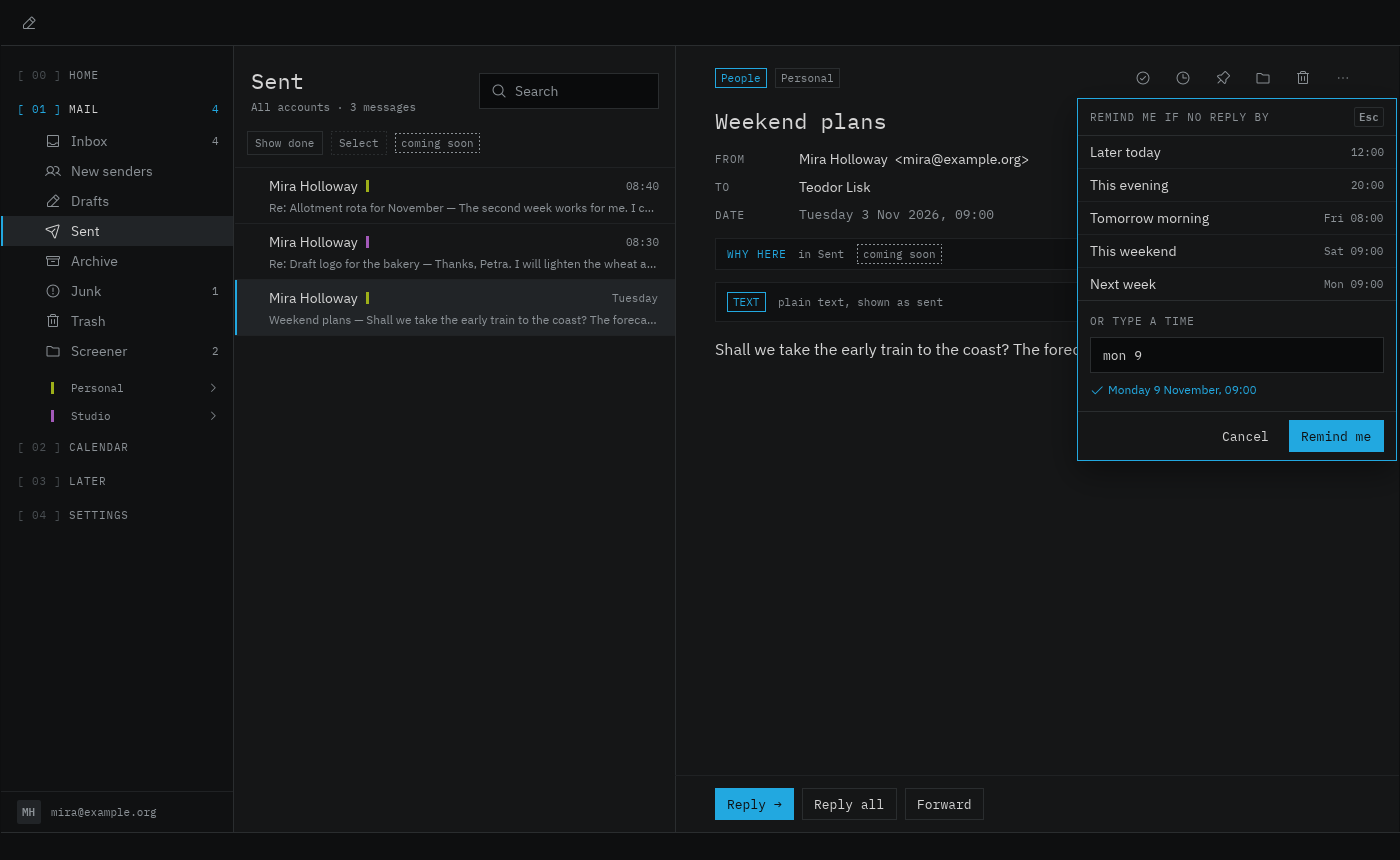 [ 00 ] HOME
[ 01 ] MAIL 4
Inbox 4
New senders
Drafts
Sent
Archive
Junk 1
Trash
Screener 2
Personal
Studio
[ 02 ] CALENDAR
[ 03 ] LATER
[ 04 ] SETTINGS
MH mira@example.org
Sent
All accounts · 3 messages
Search
Show done Select coming soon
Mira Holloway 08:40
Re: Allotment rota for November — The second week works for me. I c…
Mira Holloway 08:30
Re: Draft logo for the bakery — Thanks, Petra. I will lighten the wheat a…
Mira Holloway Tuesday
Weekend plans — Shall we take the early train to the coast? The foreca…
People Personal
Weekend plans
FROM Mira Holloway <mira@example.org>
TO Teodor Lisk
DATE Tuesday 3 Nov 2026, 09:00
WHY HERE in Sent coming soon
TEXT plain text, shown as sent
Shall we take the early train to the coast? The forec
REMIND ME IF NO REPLY BY Esc
Later today 12:00
This evening 20:00
Tomorrow morning Fri 08:00
This weekend Sat 09:00
Next week Mon 09:00
OR TYPE A TIME
mon 9
Monday 9 November, 09:00
Cancel Remind me
Reply → Reply all Forward